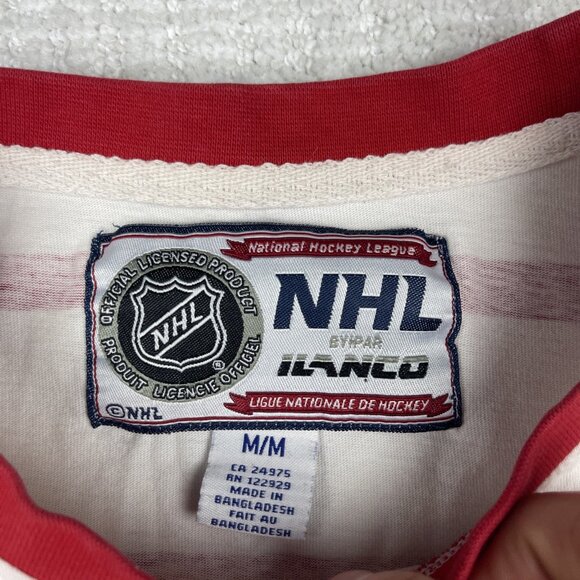 National Hockey League
OFFICIAL LICENSED PRODUCT
NHL
®
PRODUIT LICENCIÉ OFFICIEL
©NHL
NHL
BY/PAR
ILANCO
LIGUE NATIONALE DE HOCKEY
M/M
CA 24975
RN 122929
MADE IN
BANGLADESH
FAIT AU
BANGLADESH